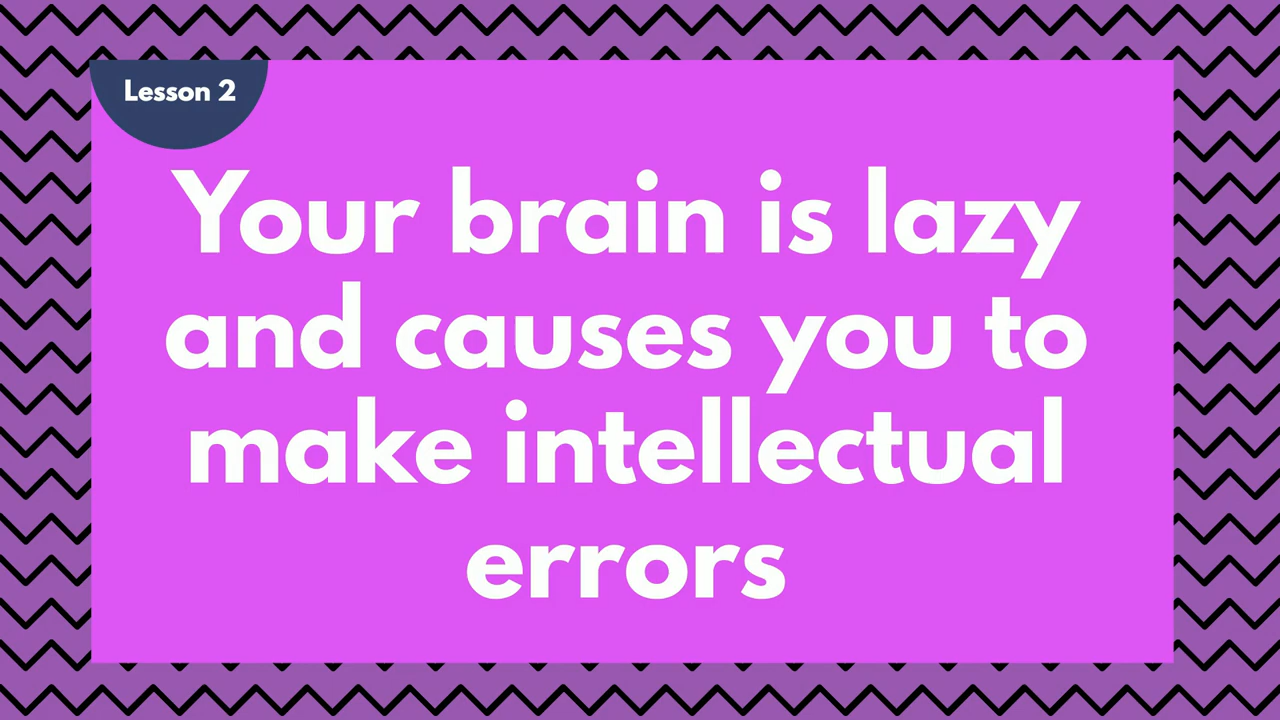 Lesson 2
Your brain is lazy
and causes you to
make intellectual
errors